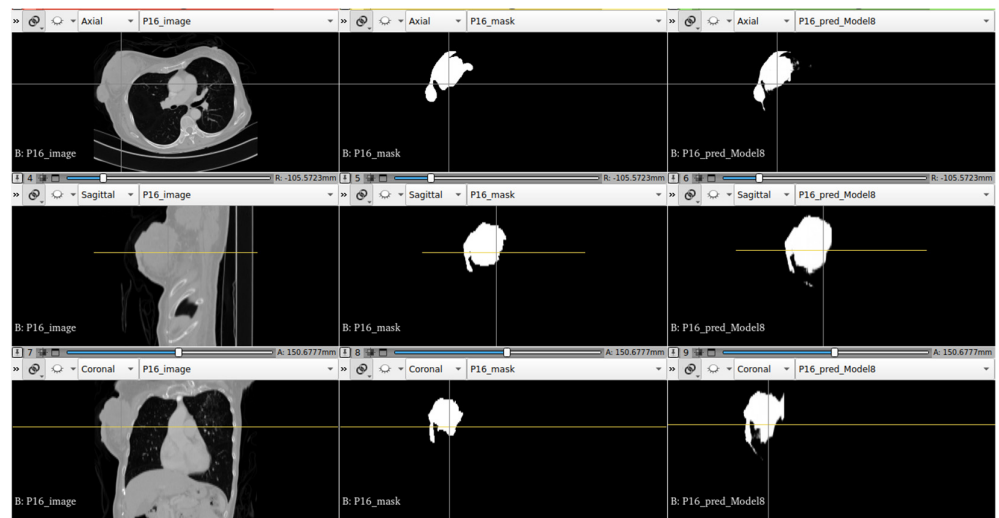 » Axial P16_image » Axial P16_mask » Axial P16_pred_Model8
B: P16_image B: P16_mask B: P16_pred_Model8
4 R: -105.5723mm 5 R: -105.5723mm 6 R: -105.5723mm
» Sagittal P16_image » Sagittal P16_mask » Sagittal P16_pred_Model8
B: P16_image B: P16_mask B: P16_pred_Model8
7 A: 150.6777mm 8 A: 150.6777mm 9 A: 150.6777mm
» Coronal P16_image » Coronal P16_mask » Coronal P16_pred_Model8
B: P16_image B: P16_mask B: P16_pred_Model8